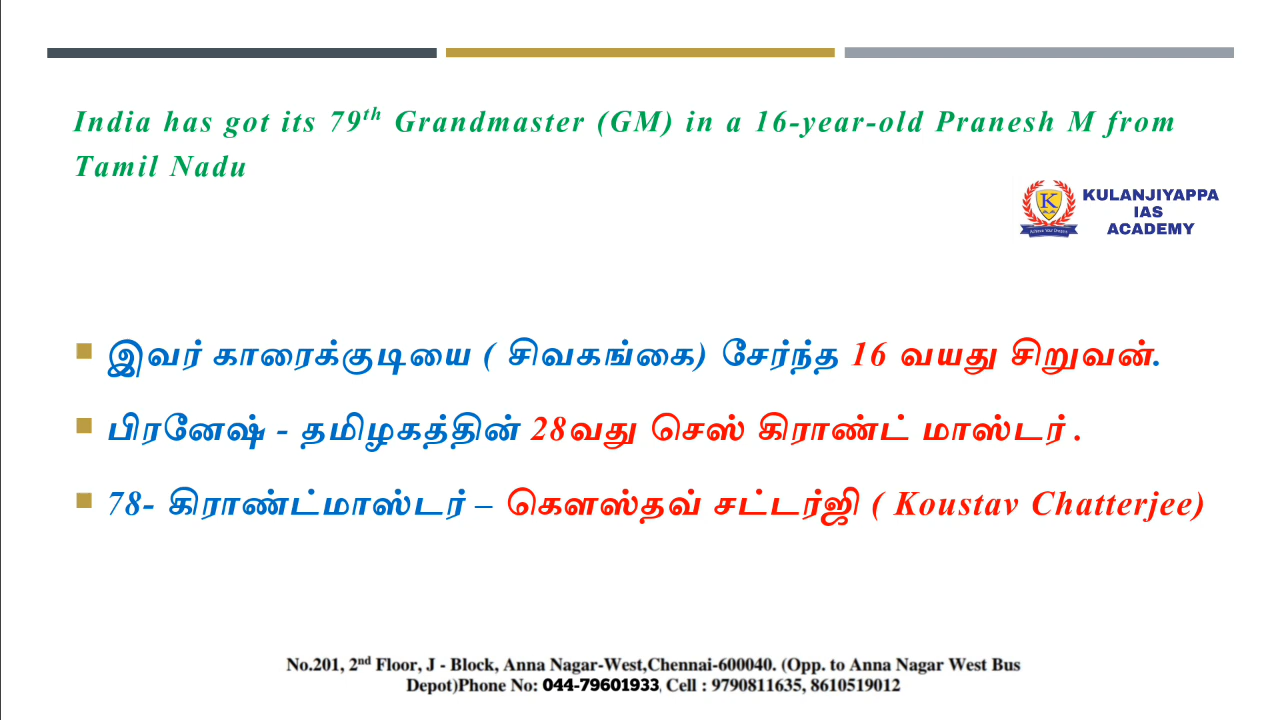 India has got its 79th Grandmaster (GM) in a 16-year-old Pranesh M from
Tamil Nadu
KULANJIYAPPA
IAS
ACADEMY
இவர் காரைக்குடியை ( சிவகங்கை) சேர்ந்த 16 வயது சிறுவன்.
பிரனேஷ் - தமிழகத்தின் 28வது செஸ் கிராண்ட் மாஸ்டர் .
78- கிராண்ட்மாஸ்டர் – கௌஸ்தவ் சட்டர்ஜி ( Koustav Chatterjee)
No.201, 2nd Floor, J - Block, Anna Nagar-West,Chennai-600040. (Opp. to Anna Nagar West Bus
Depot)Phone No: 044-79601933, Cell : 9790811635, 8610519012